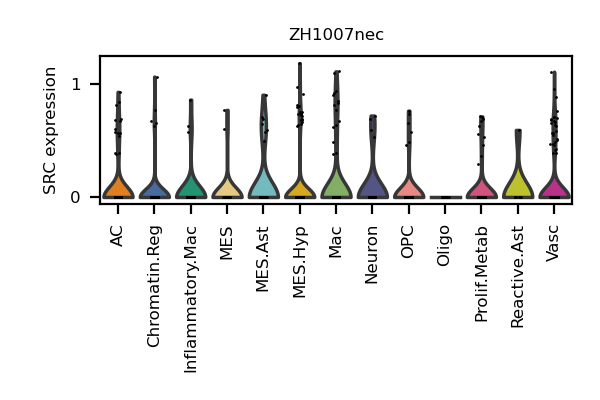 ZH1007nec
SRC expression
1
0
AC
Chromatin.Reg
Inflammatory.Mac
MES
MES.Ast
MES.Hyp
Mac
Neuron
OPC
Oligo
Prolif.Metab
Reactive.Ast
Vasc